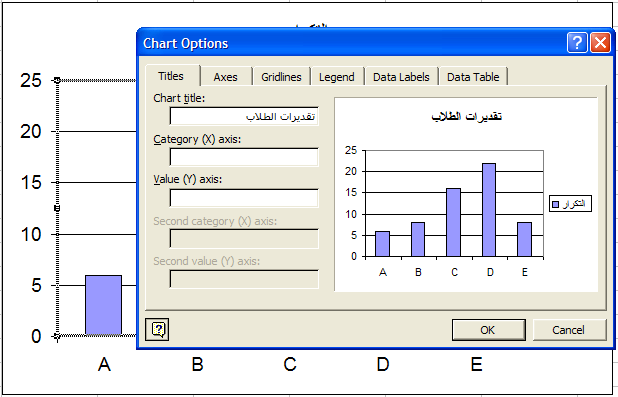 Chart Options
Titles
Axes
Gridlines
Legend
Data Labels
Data Table
Chart title:
تقديرات الطلاب
Category (X) axis:
Value (Y) axis:
Second category (X) axis:
Second value (Y) axis:
تقديرات الطلاب
25
20
15
10
5
0
A B C D E
التكرار
OK
Cancel
25
20
15
10
5
0
A B C D E